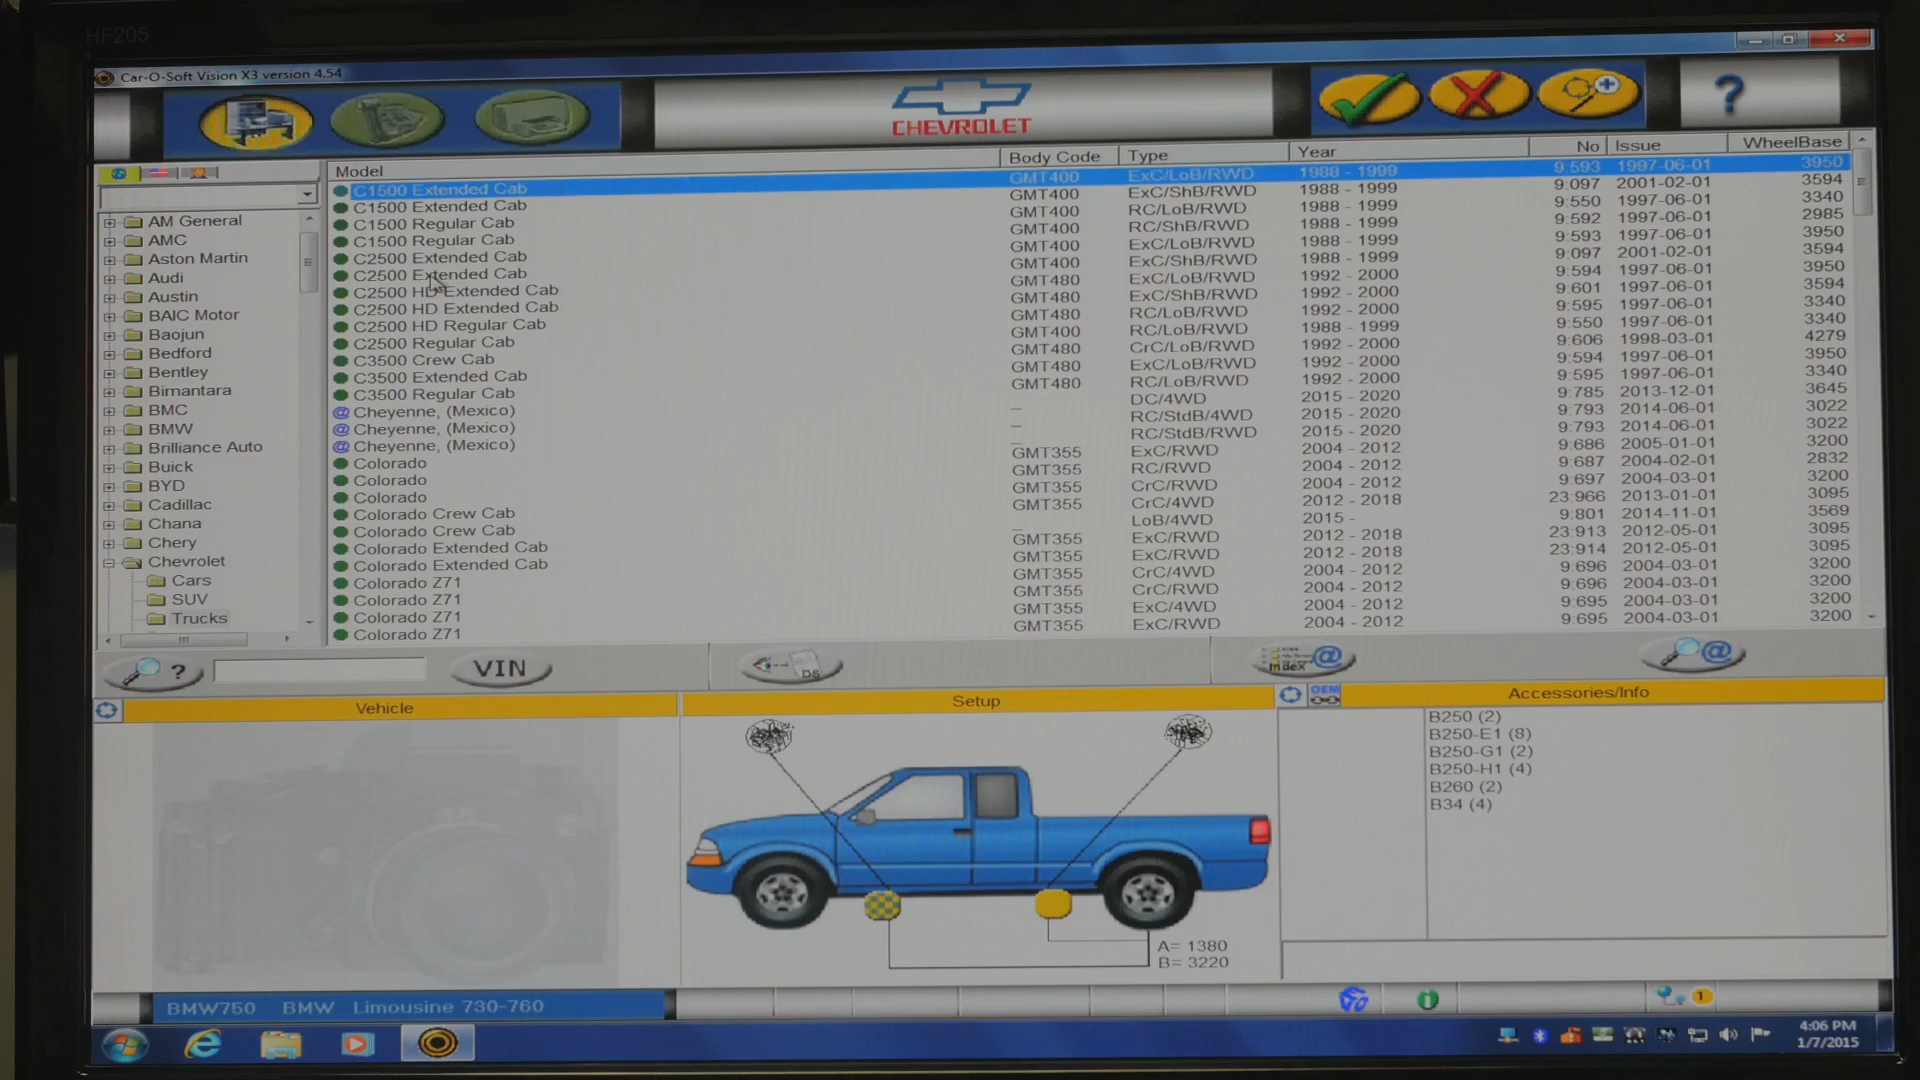 HF205
Car-O-Soft Vision X3 version 4.54
CHEVROLET
?
Model Body Code Type Year No Issue WheelBase
C1500 Extended Cab GMT400 ExC/LoB/RWD 1988 - 1999 9:593 1997-06-01 3950
C1500 Extended Cab GMT400 ExC/ShB/RWD 1988 - 1999 9:097 2001-02-01 3594
C1500 Regular Cab GMT400 RC/LoB/RWD 1988 - 1999 9:550 1997-06-01 3340
C1500 Regular Cab GMT400 RC/ShB/RWD 1988 - 1999 9:592 1997-06-01 2985
C2500 Extended Cab GMT400 ExC/LoB/RWD 1988 - 1999 9:593 1997-06-01 3950
C2500 Extended Cab GMT400 ExC/ShB/RWD 1988 - 1999 9:097 2001-02-01 3594
C2500 HD Extended Cab GMT480 ExC/LoB/RWD 1992 - 2000 9:594 1997-06-01 3950
C2500 HD Extended Cab GMT480 ExC/ShB/RWD 1992 - 2000 9:601 1997-06-01 3594
C2500 HD Regular Cab GMT480 RC/LoB/RWD 1992 - 2000 9:595 1997-06-01 3340
C2500 Regular Cab GMT400 RC/LoB/RWD 1988 - 1999 9:550 1997-06-01 3340
C3500 Crew Cab GMT480 CrC/LoB/RWD 1992 - 2000 9:606 1998-03-01 4279
C3500 Extended Cab GMT480 ExC/LoB/RWD 1992 - 2000 9:594 1997-06-01 3950
C3500 Regular Cab GMT480 RC/LoB/RWD 1992 - 2000 9:595 1997-06-01 3340
@ Cheyenne, (Mexico) _ DC/4WD 2015 - 2020 9:785 2013-12-01 3645
@ Cheyenne, (Mexico) _ RC/StdB/4WD 2015 - 2020 9:793 2014-06-01 3022
@ Cheyenne, (Mexico) _ RC/StdB/RWD 2015 - 2020 9:793 2014-06-01 3022
Colorado GMT355 ExC/RWD 2004 - 2012 9:686 2005-01-01 3200
Colorado GMT355 RC/RWD 2004 - 2012 9:687 2004-02-01 2832
Colorado GMT355 CrC/RWD 2004 - 2012 9:697 2004-03-01 3200
Colorado Crew Cab GMT355 CrC/4WD 2012 - 2018 23:966 2013-01-01 3095
Colorado Crew Cab _ LoB/4WD 2015 - 9:801 2014-11-01 3569
Colorado Extended Cab GMT355 ExC/RWD 2012 - 2018 23:913 2012-05-01 3095
Colorado Extended Cab GMT355 ExC/RWD 2012 - 2018 23:914 2012-05-01 3095
Colorado Z71 GMT355 CrC/4WD 2004 - 2012 9:696 2004-03-01 3200
Colorado Z71 GMT355 CrC/RWD 2004 - 2012 9:696 2004-03-01 3200
Colorado Z71 GMT355 ExC/4WD 2004 - 2012 9:695 2004-03-01 3200
Colorado Z71 GMT355 ExC/RWD 2004 - 2012 9:695 2004-03-01 3200
AM General
AMC
Aston Martin
Audi
Austin
BAIC Motor
Baojun
Bedford
Bentley
Bimantara
BMC
BMW
Brilliance Auto
Buick
BYD
Cadillac
Chana
Chery
Chevrolet
Cars
SUV
Trucks
? VIN DS Index @ @
Vehicle Setup OEM Accessories/Info
B250 (2)
B250-E1 (8)
B250-G1 (2)
B250-H1 (4)
B260 (2)
B34 (4)
A= 1380
B= 3220
BMW750 BMW Limousine 730-760
1
4:06 PM
1/7/2015